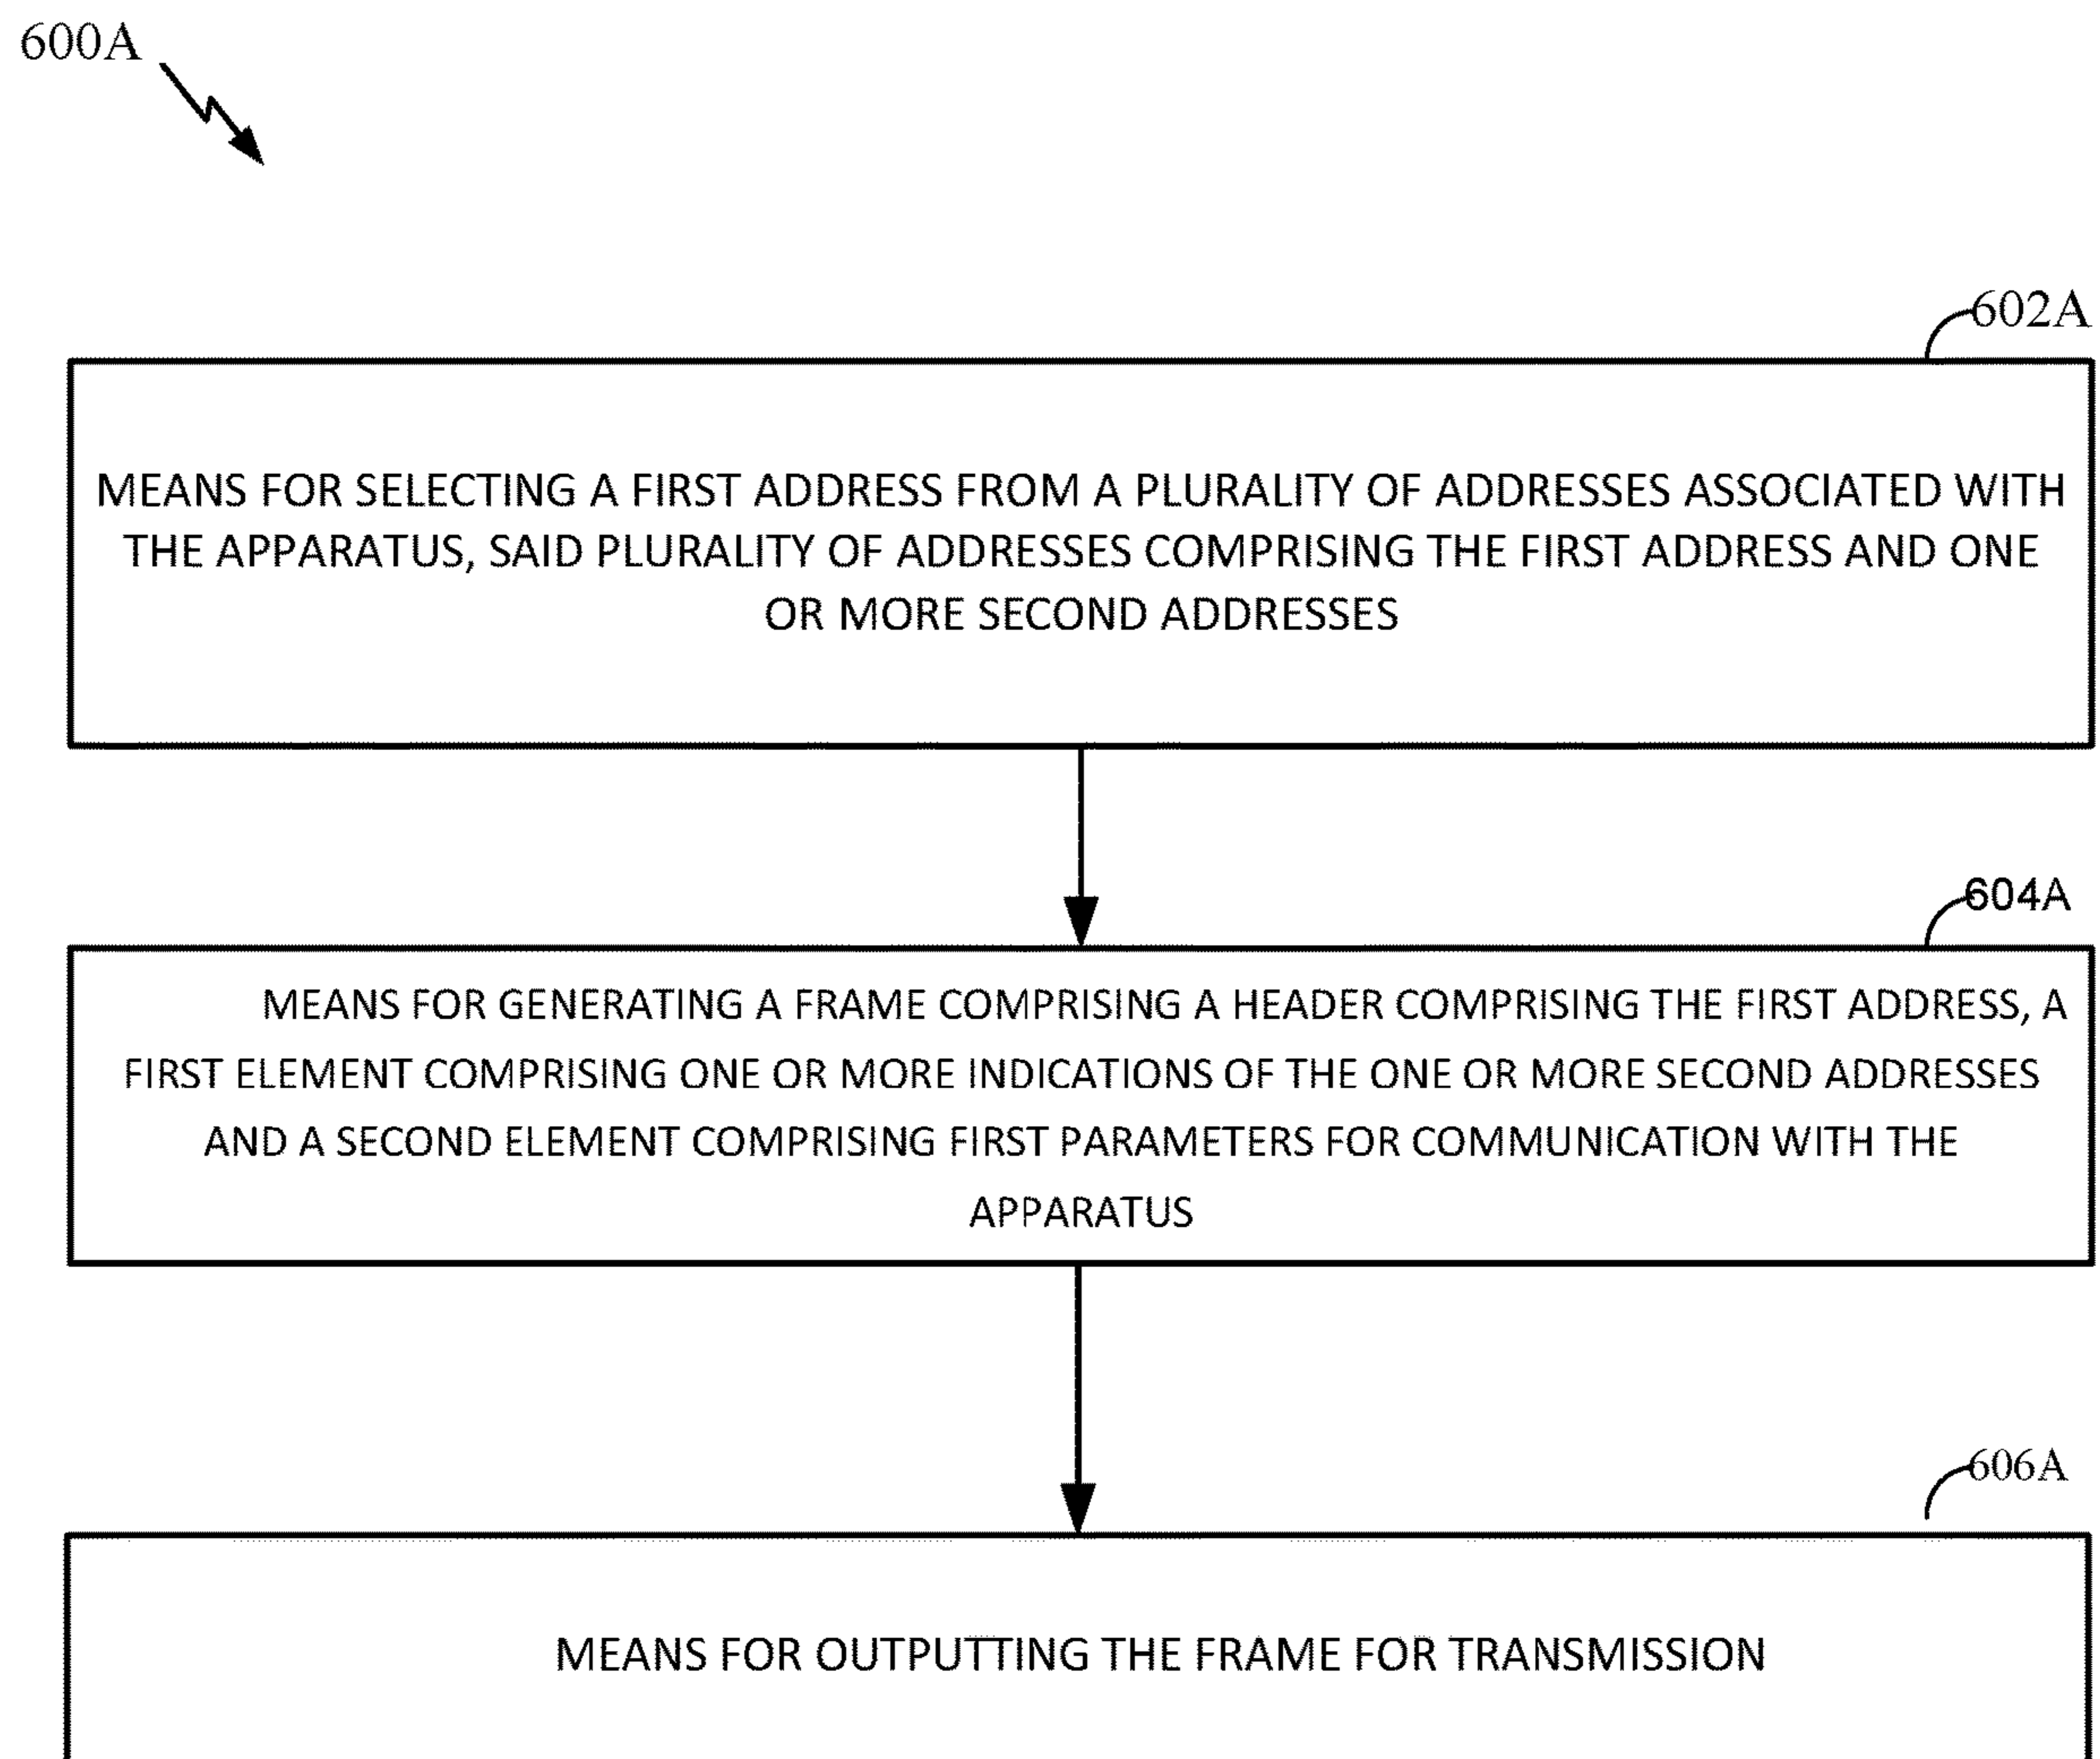 600A
602A
MEANS FOR SELECTING A FIRST ADDRESS FROM A PLURALITY OF ADDRESSES ASSOCIATED WITH
THE APPARATUS, SAID PLURALITY OF ADDRESSES COMPRISING THE FIRST ADDRESS AND ONE
OR MORE SECOND ADDRESSES
604A
MEANS FOR GENERATING A FRAME COMPRISING A HEADER COMPRISING THE FIRST ADDRESS, A
FIRST ELEMENT COMPRISING ONE OR MORE INDICATIONS OF THE ONE OR MORE SECOND ADDRESSES
AND A SECOND ELEMENT COMPRISING FIRST PARAMETERS FOR COMMUNICATION WITH THE
APPARATUS
606A
MEANS FOR OUTPUTTING THE FRAME FOR TRANSMISSION